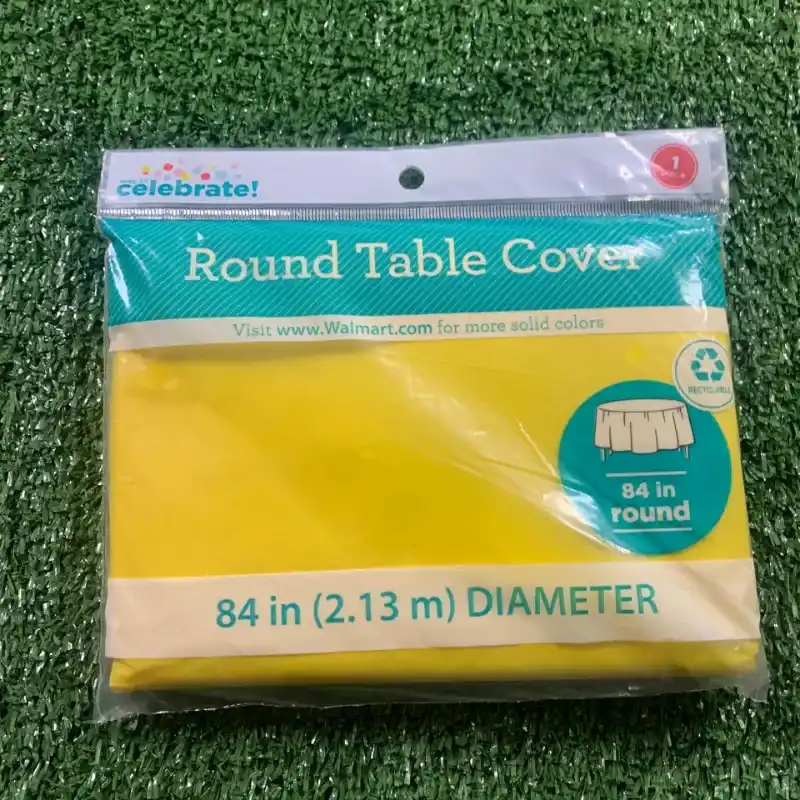 celebrate!
1
Round Table Cover
Visit www.Walmart.com for more solid colors
RECYCLABLE
84 in
round
84 in (2.13 m) DIAMETER